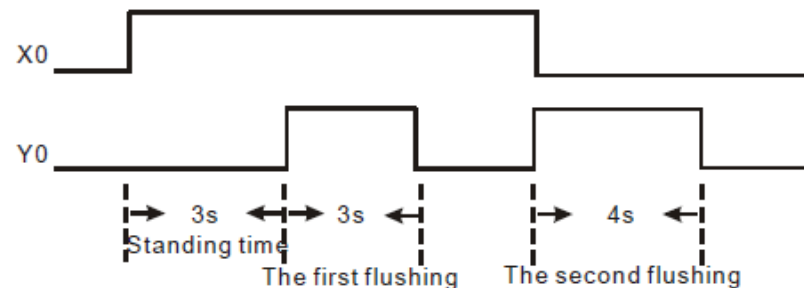 X0
Y0
3s
3s
4s
Standing time
The first flushing
The second flushing